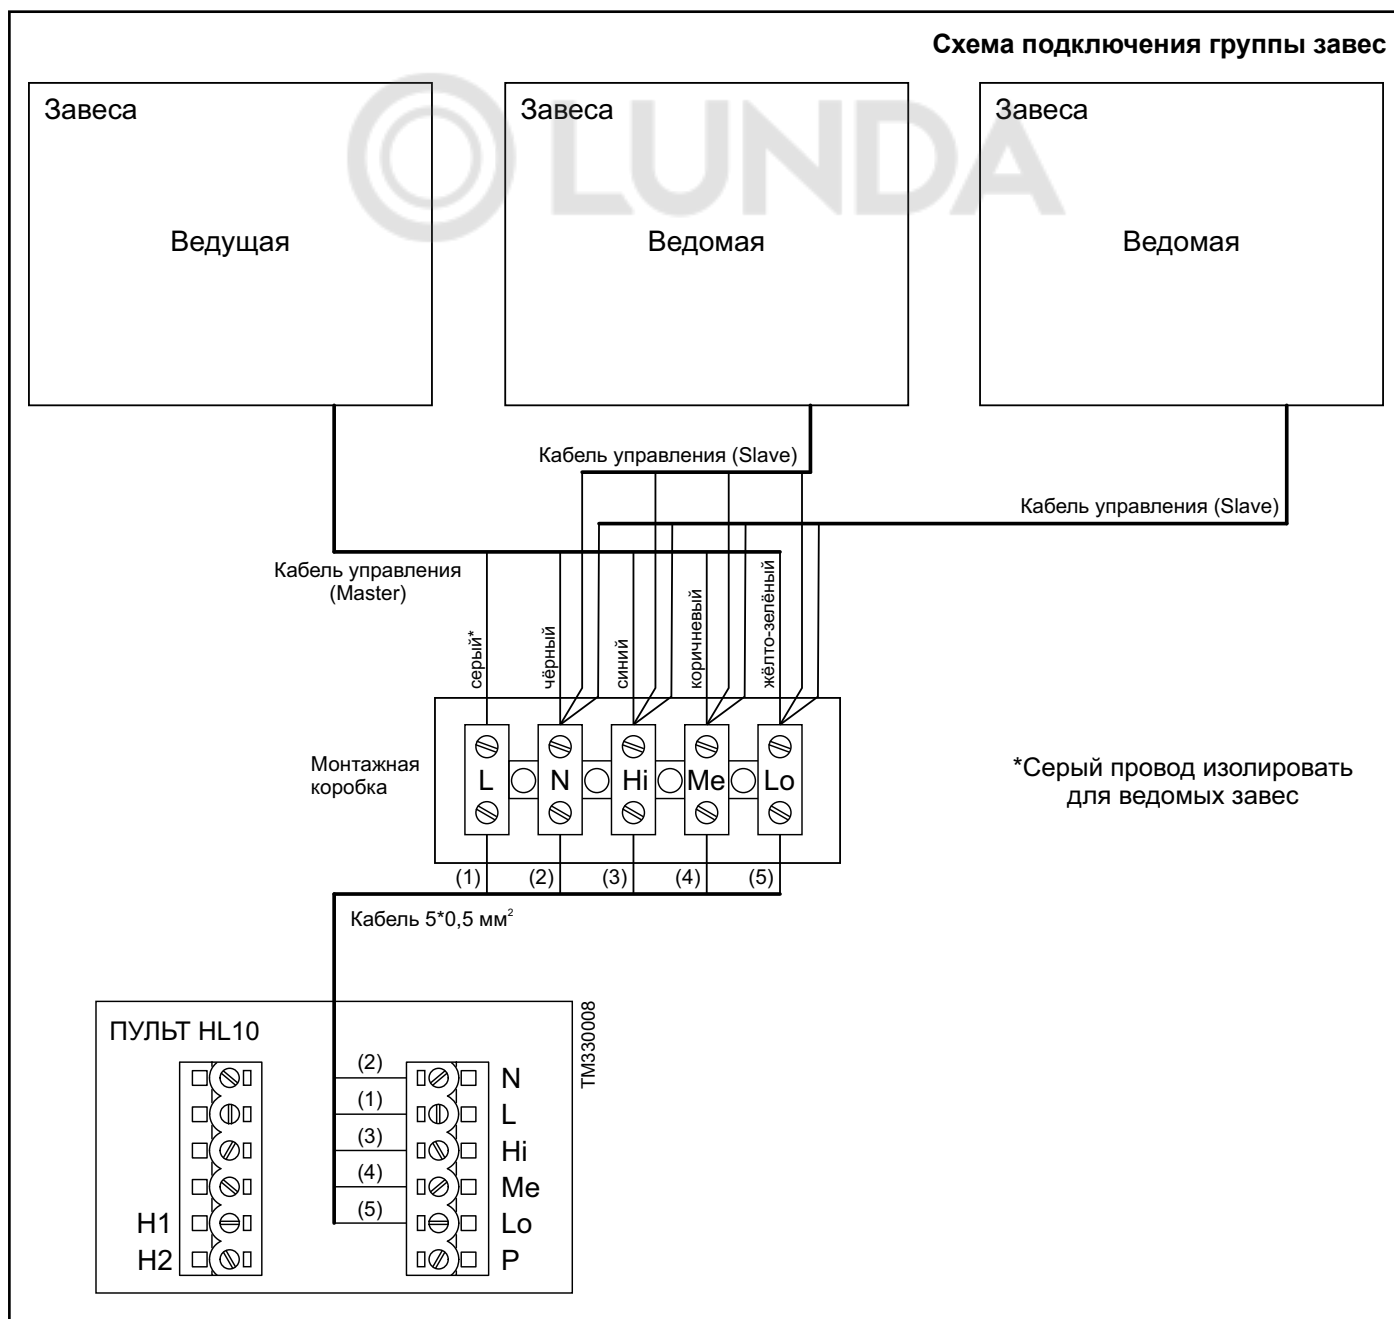 Схема подключения группы завес
LUNDA
Завеса
Завеса
Завеса
Ведущая
Ведомая
Ведомая
Кабель управления (Slave)
Кабель управления (Slave)
Кабель управления
(Master)
серый*
чёрный
синий
коричневый
жёлто-зелёный
Монтажная
коробка
L
N
Hi
Me
Lo
*Серый провод изолировать
для ведомых завес
(1)
(2)
(3)
(4)
(5)
Кабель 5*0,5 мм²
ПУЛЬТ HL10
TM330008
(2)
N
(1)
L
(3)
Hi
(4)
Me
H1
(5)
Lo
H2
P